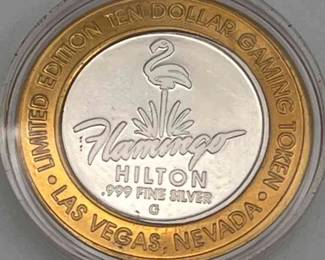 • LIMITED EDITION TEN DOLLAR GAMING TOKEN •
Flamingo
HILTON
.999 FINE SILVER
G
LAS VEGAS, NEVADA